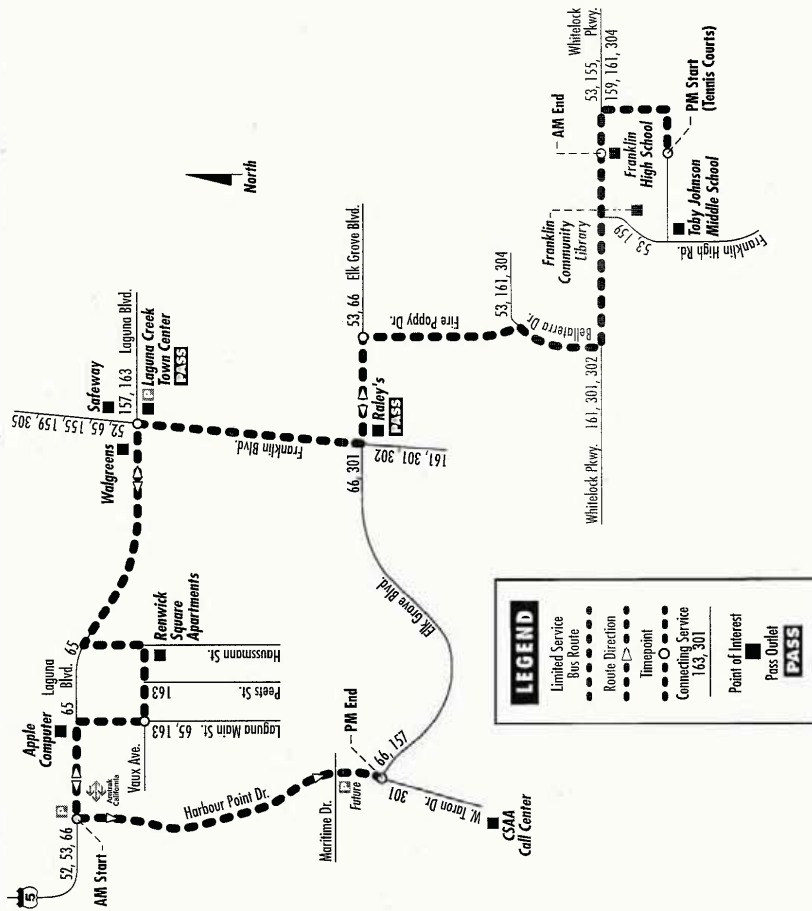 5
52, 53, 66
AM Start
Amtrak
California
Apple
Computer
65
Laguna
Blvd.
65
Vaux Ave.
Laguna Main St. 65, 163
Peets St.
163
Haussmann St.
Renwick
Square
Apartments
Walgreens
Safeway
52, 65, 155, 159, 305
157, 163
Laguna Blvd.
Laguna Creek
Town Center
PASS
Franklin Blvd.
North
Harbour Point Dr.
Maritime Dr.
Future
PM End
66, 157
301
W. Taron Dr.
CSAA
Call Center
Elk Grove Blvd.
66, 301
Raley's
PASS
161, 301, 302
53, 66
Elk Grove Blvd.
Fire Poppy Dr.
53, 161, 304
Bellaterra Dr.
Whitelock Pkwy.
161, 301, 302
Franklin
Community
Library
AM End
53, 155,
159, 161, 304
Whitelock
Pkwy.
Franklin
High School
PM Start
(Tennis Courts)
Toby Johnson
Middle School
53, 159
Franklin High Rd.
LEGEND
Limited Service
Bus Route
Route Direction
Timepoint
Connecting Service
163, 301
Point of Interest
Pass Outlet
PASS